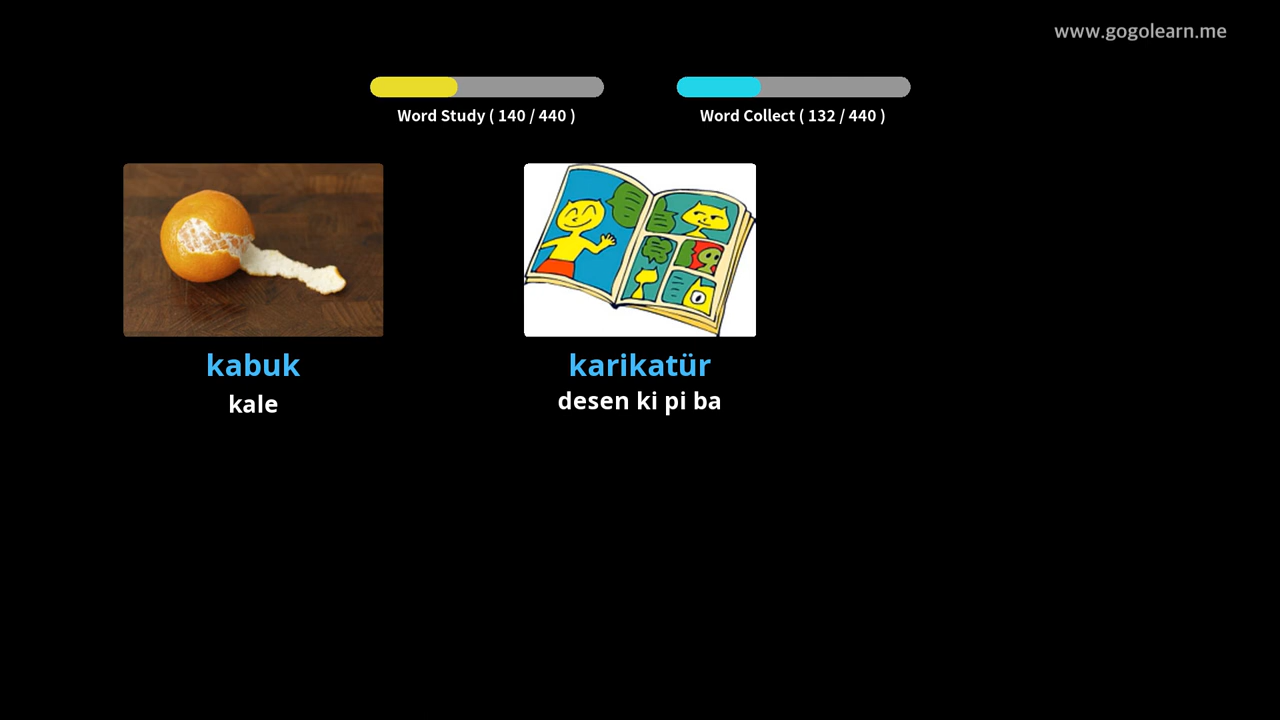 www.gogolearn.me
Word Study ( 140 / 440 )
Word Collect ( 132 / 440 )
kabuk
kale
karikatür
desen ki pi ba